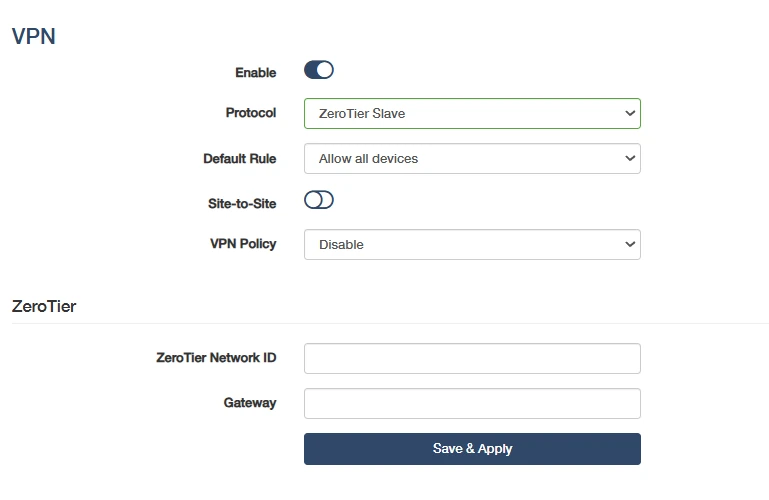 VPN
Enable
Protocol ZeroTier Slave
Default Rule Allow all devices
Site-to-Site
VPN Policy Disable
ZeroTier
ZeroTier Network ID
Gateway
Save & Apply